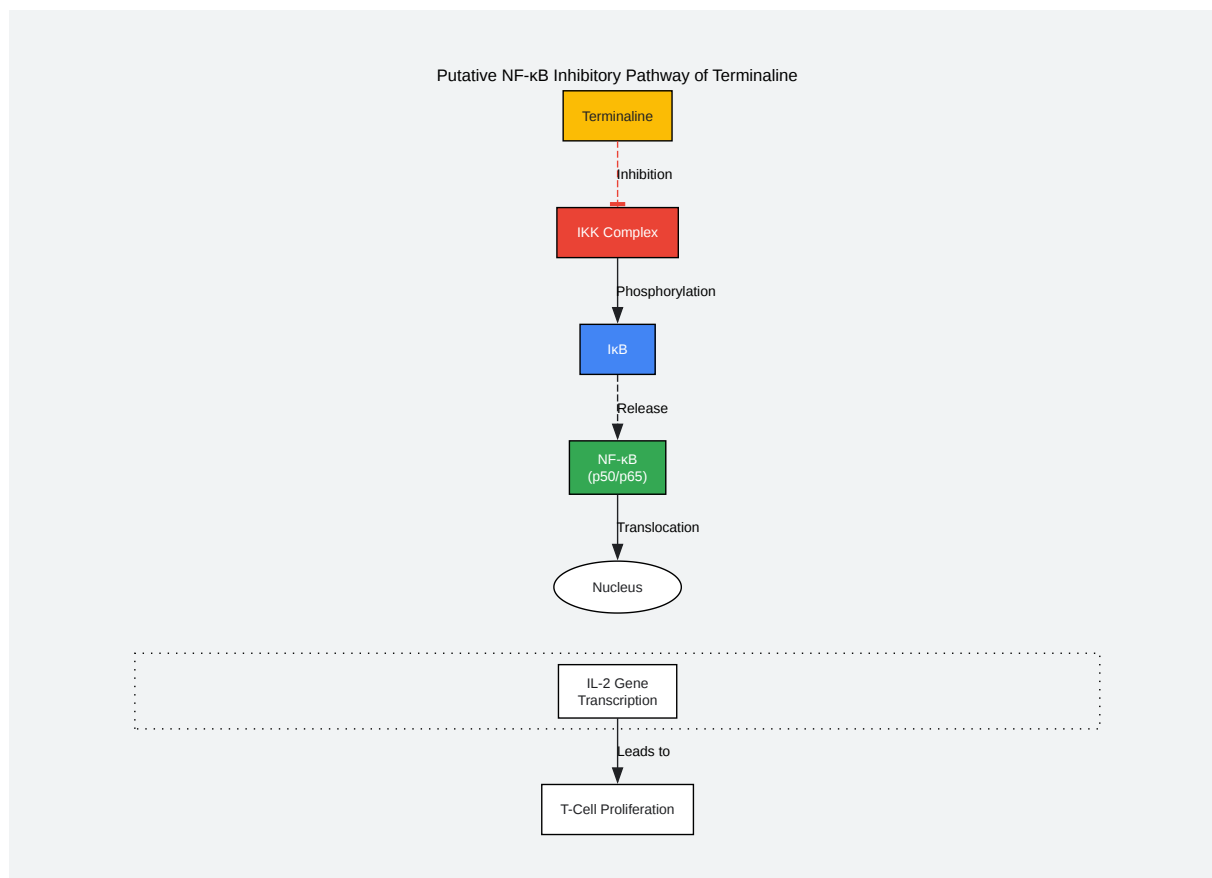 Putative NF-κB Inhibitory Pathway of Terminaline
Terminaline
Inhibition
IKK Complex
Phosphorylation
IκB
Release
NF-κB
(p50/p65)
Translocation
Nucleus
IL-2 Gene
Transcription
Leads to
T-Cell Proliferation